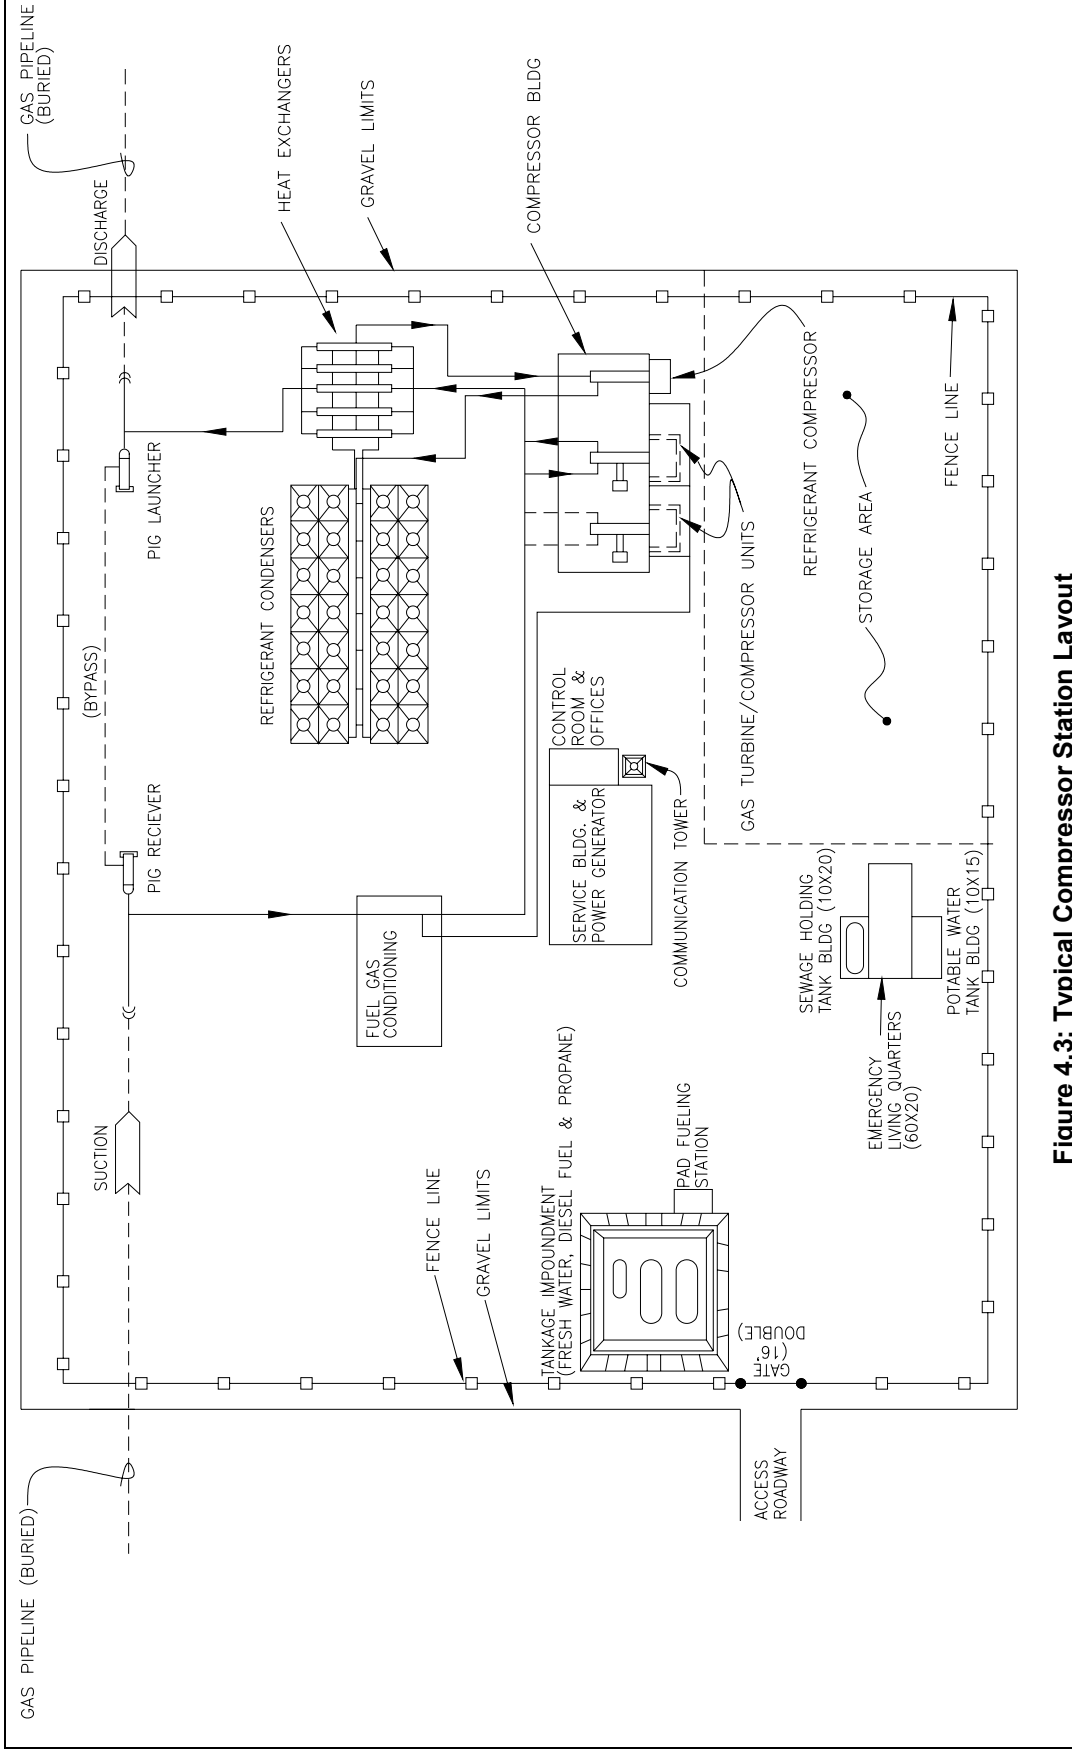 GAS PIPELINE (BURIED)
SUCTION
PIG RECIEVER
(BYPASS)
PIG LAUNCHER
DISCHARGE
GAS PIPELINE
(BURIED)
FENCE LINE
GRAVEL LIMITS
FUEL GAS
CONDITIONING
REFRIGERANT CONDENSERS
HEAT EXCHANGERS
GRAVEL LIMITS
COMPRESSOR BLDG
TANKAGE IMPOUNDMENT
(FRESH WATER, DIESEL FUEL & PROPANE)
PAD FUELING
STATION
SERVICE BLDG. &
POWER GENERATOR
CONTROL
ROOM &
OFFICES
COMMUNICATION TOWER
GAS TURBINE/COMPRESSOR UNITS
REFRIGERANT COMPRESSOR
GATE
(16'
DOUBLE)
ACCESS
ROADWAY
SEWAGE HOLDING
TANK BLDG (10X20)
EMERGENCY
LIVING QUARTERS
(60X20)
POTABLE WATER
TANK BLDG (10X15)
STORAGE AREA
FENCE LINE
Figure 4.3: Typical Compressor Station Layout